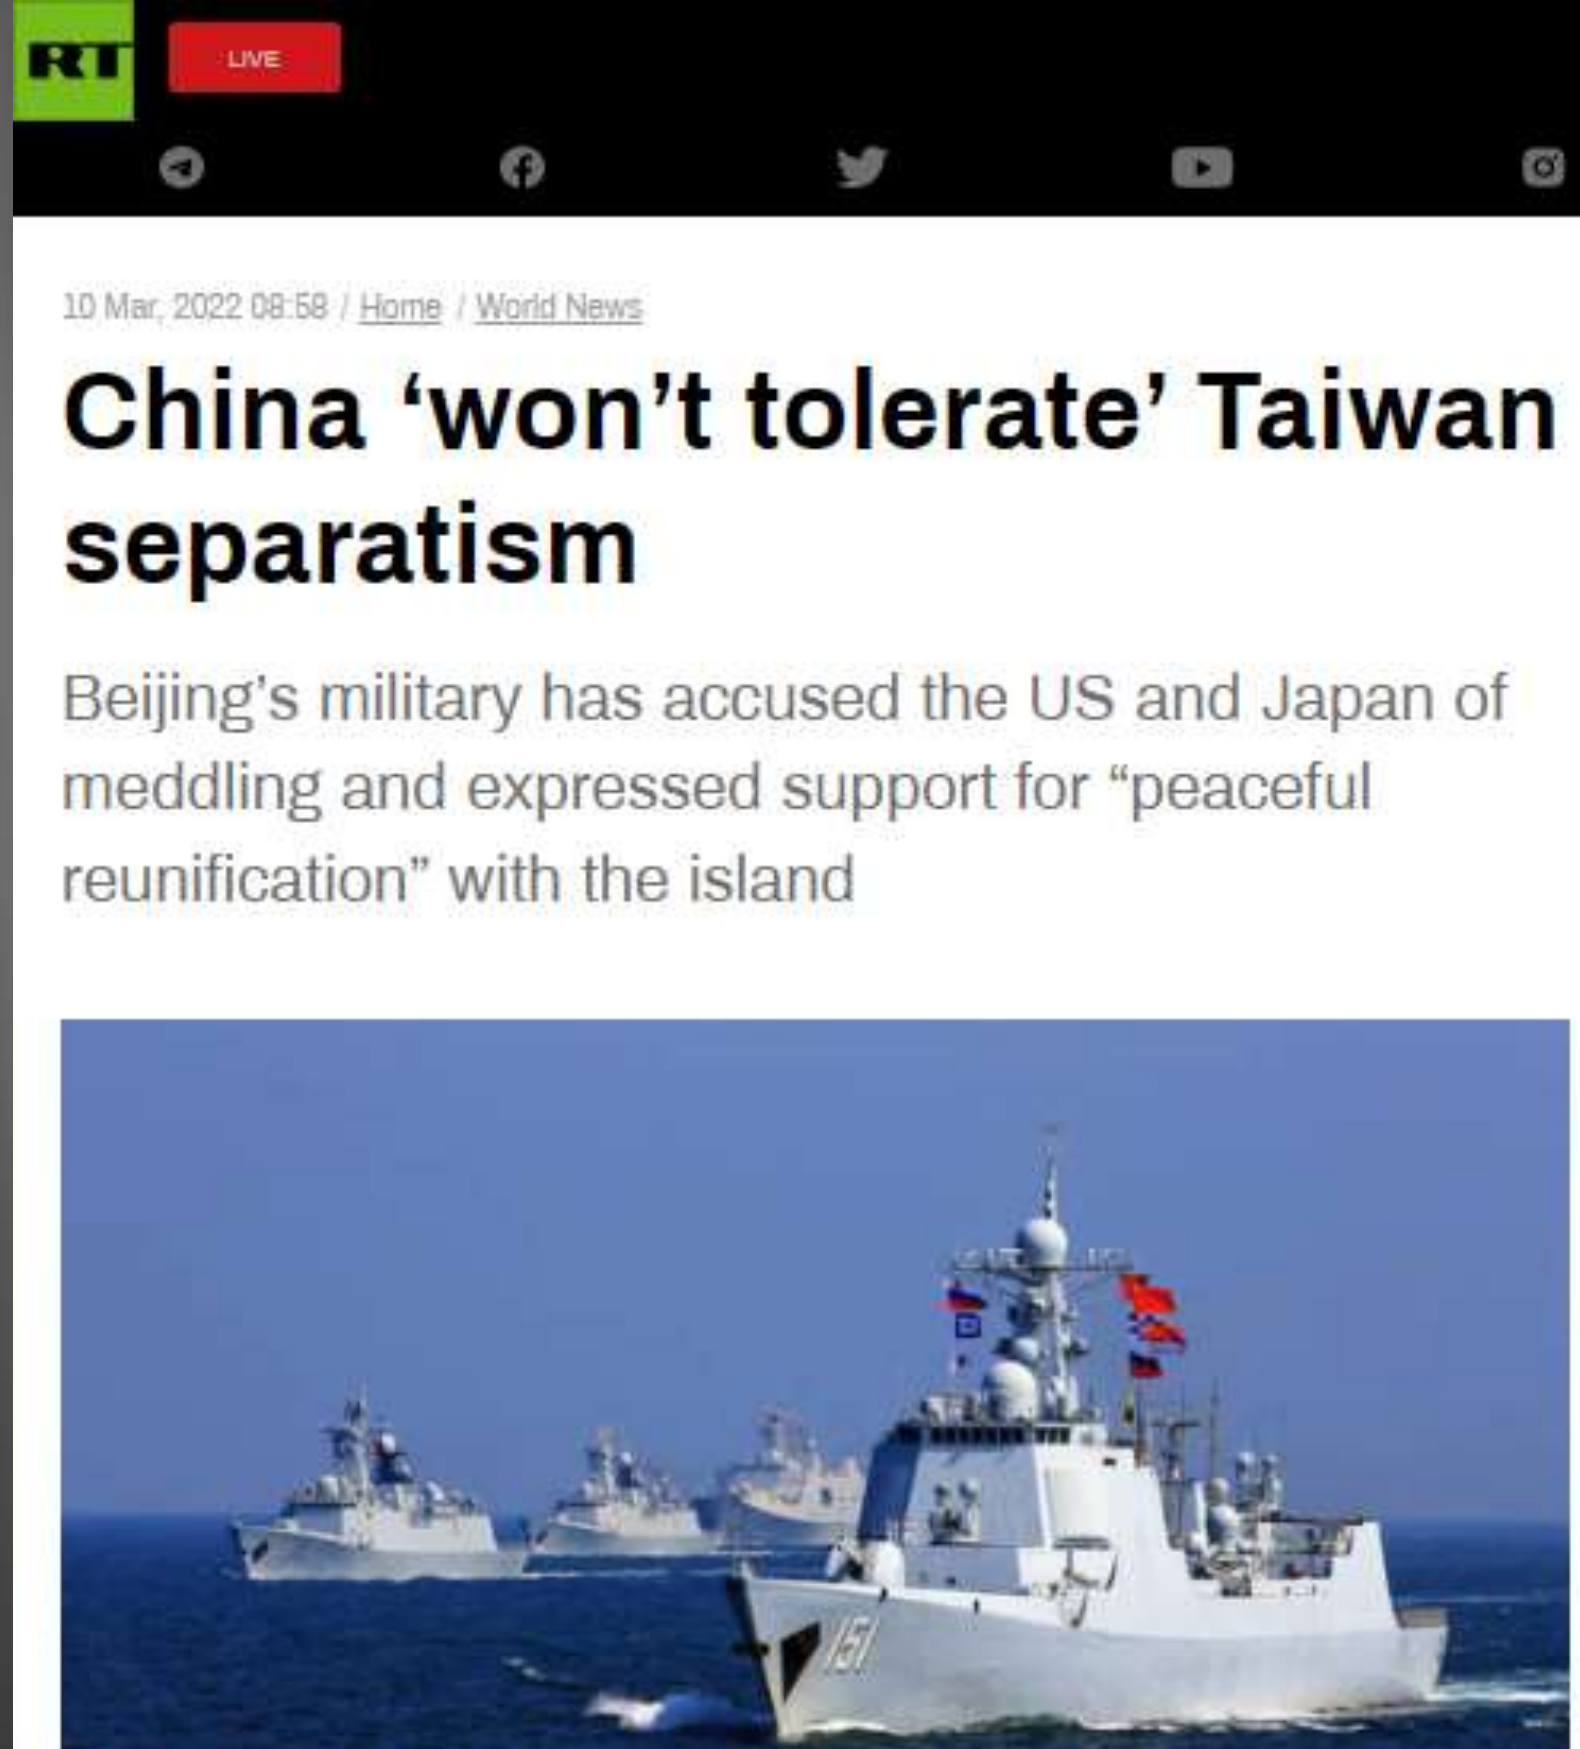 RT
LIVE
10 Mar, 2022 08:58 / Home / World News
China ‘won’t tolerate’ Taiwan
separatism
Beijing’s military has accused the US and Japan of
meddling and expressed support for “peaceful
reunification” with the island
151